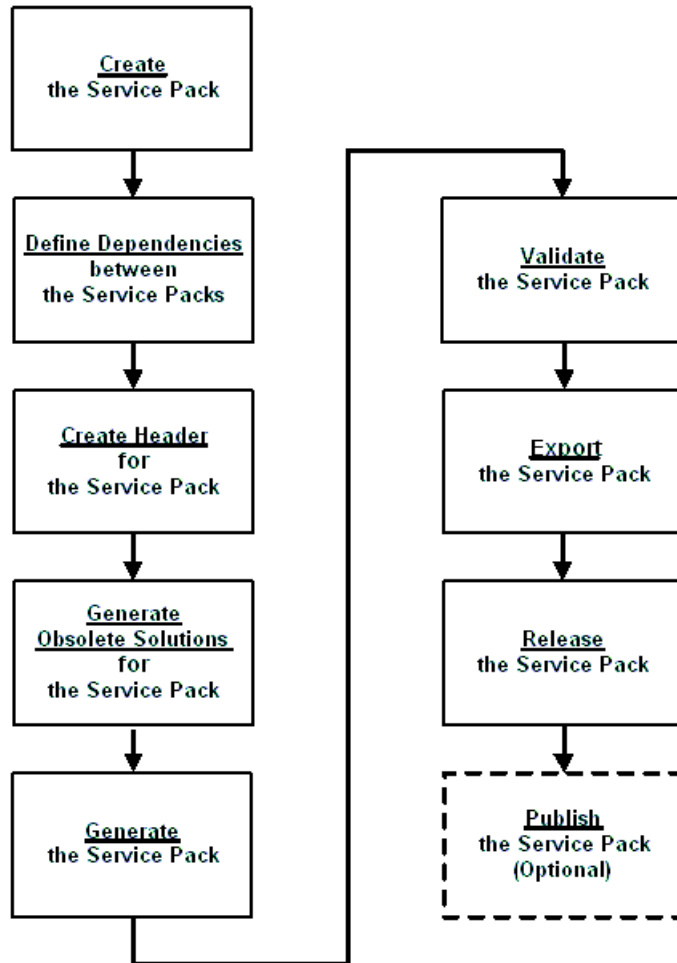 Create
the Service Pack
Define Dependencies
between
the Service Packs
Create Header
for
the Service Pack
Generate
Obsolete Solutions
for
the Service Pack
Generate
the Service Pack
Validate
the Service Pack
Export
the Service Pack
Release
the Service Pack
Publish
the Service Pack
(Optional)